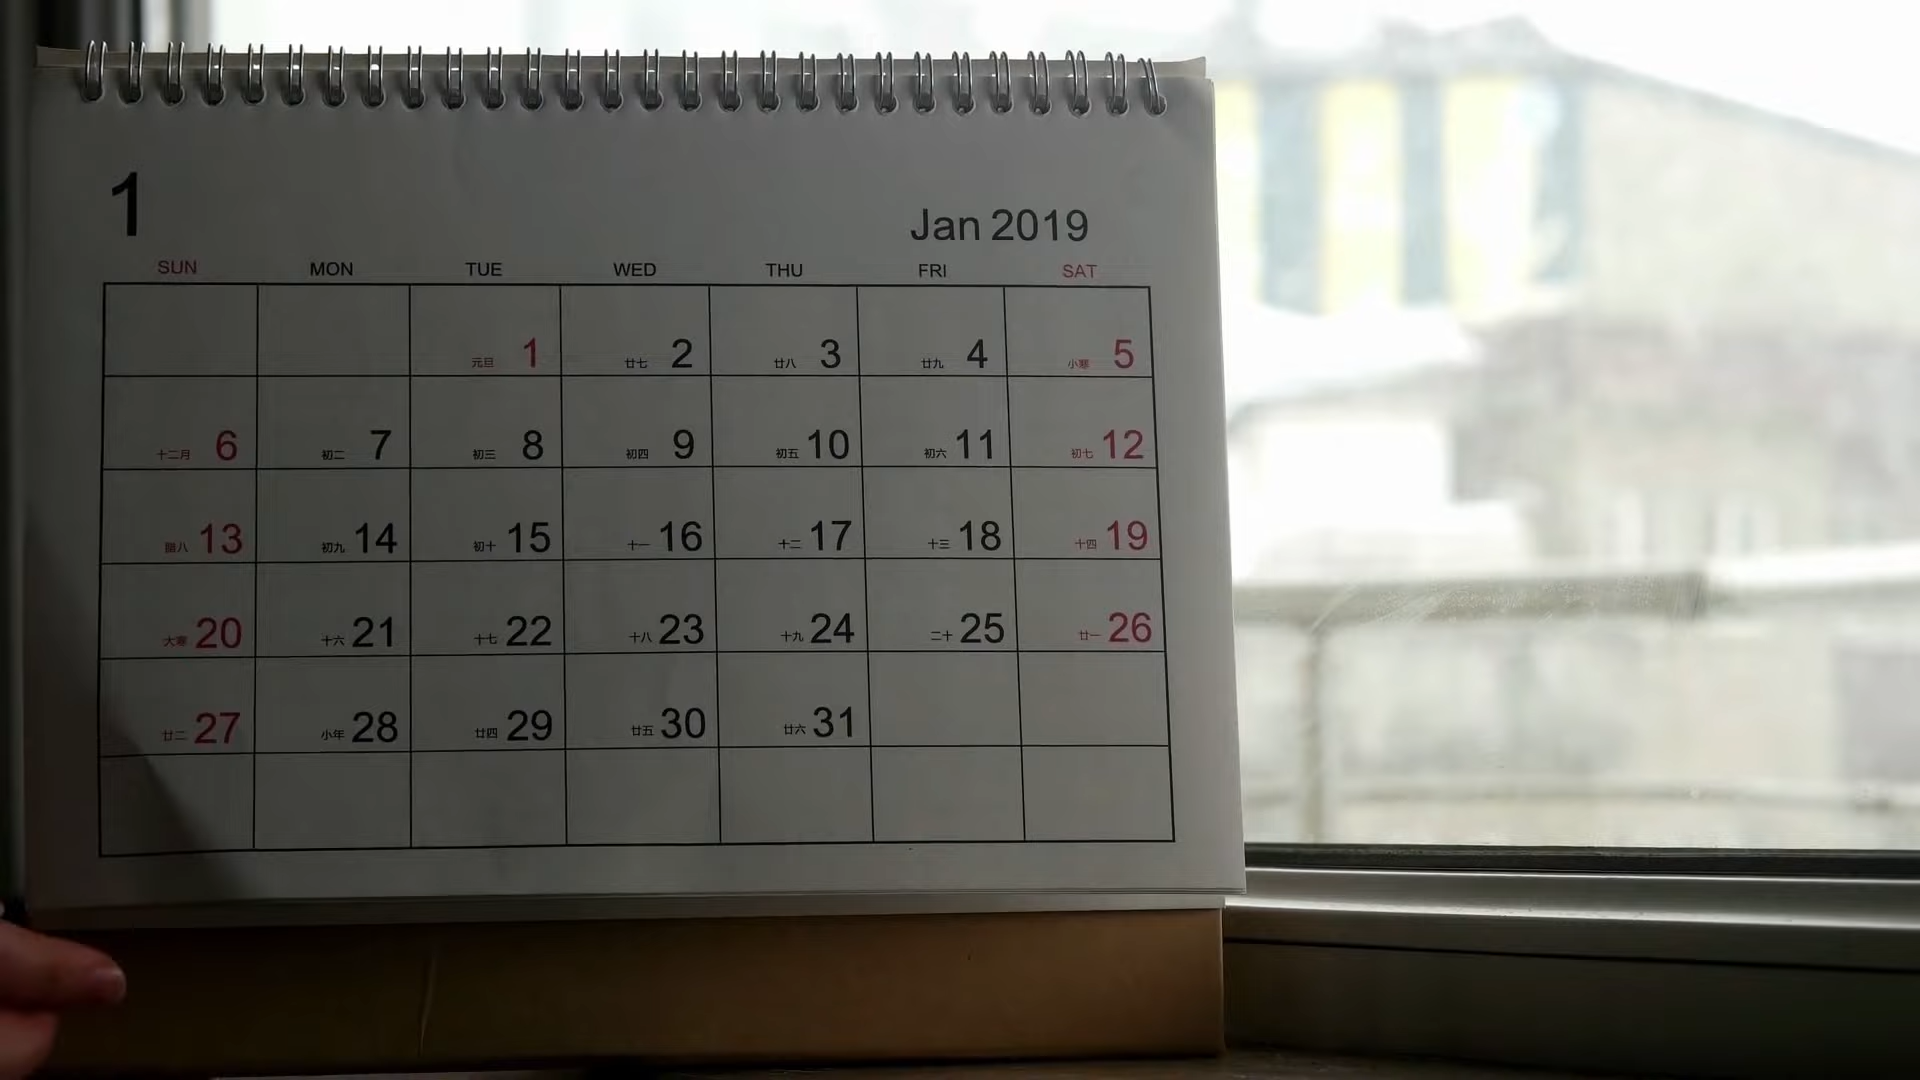 1
Jan 2019
SUN MON TUE WED THU FRI SAT
元旦 1 廿七 2 廿八 3 廿九 4 小寒 5
十二月 6 初二 7 初三 8 初四 9 初五 10 初六 11 初七 12
腊八 13 初九 14 初十 15 十一 16 十二 17 十三 18 十四 19
大寒 20 十六 21 十七 22 十八 23 十九 24 二十 25 廿一 26
廿二 27 小年 28 廿四 29 廿五 30 廿六 31